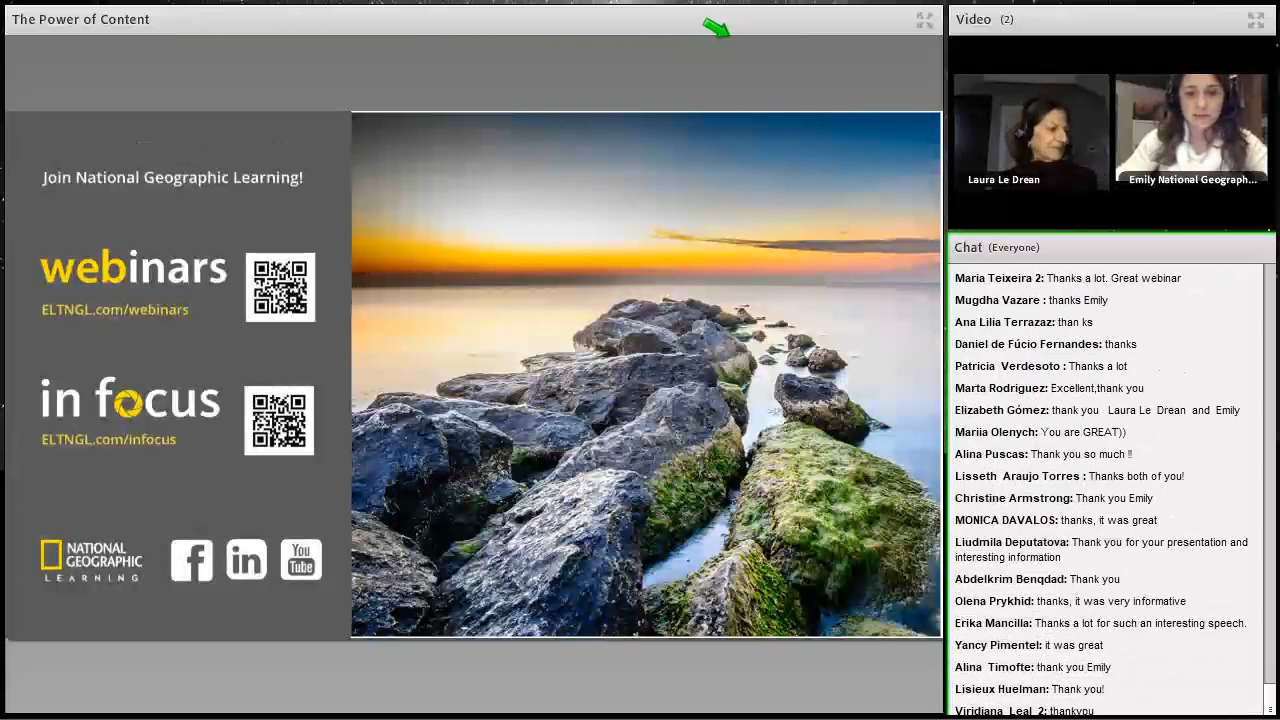 The Power of Content
Join National Geographic Learning!
webinars
ELTNGL.com/webinars
in focus
ELTNGL.com/infocus
NATIONAL
GEOGRAPHIC
LEARNING
f
in
You
Tube
Video (2)
Laura Le Drean
Emily National Geograph...
Chat (Everyone)
Maria Teixeira 2: Thanks a lot. Great webinar
Mugdha Vazare : thanks Emily
Ana Lilia Terrazaz: than ks
Daniel de Fúcio Fernandes: thanks
Patricia Verdesoto : Thanks a lot
Marta Rodriguez: Excellent,thank you
Elizabeth Gómez: thank you Laura Le Drean and Emily
Mariia Olenych: You are GREAT))
Alina Puscas: Thank you so much !!
Lisseth Araujo Torres : Thanks both of you!
Christine Armstrong: Thank you Emily
MONICA DAVALOS: thanks, it was great
Liudmila Deputatova: Thank you for your presentation and
interesting information
Abdelkrim Benqdad: Thank you
Olena Prykhid: thanks, it was very informative
Erika Mancilla: Thanks a lot for such an interesting speech.
Yancy Pimentel: it was great
Alina Timofte: thank you Emily
Lisieux Huelman: Thank you!
Viridiana Leal 2: thankypu